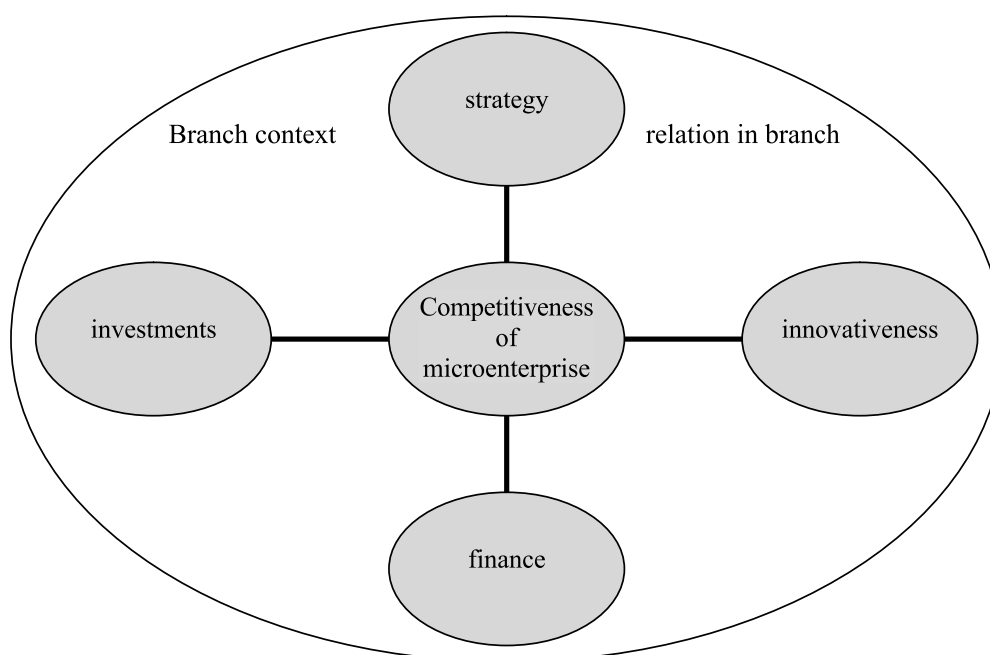 strategy
Branch context
relation in branch
investments
Competitiveness
of
microenterprise
innovativeness
finance